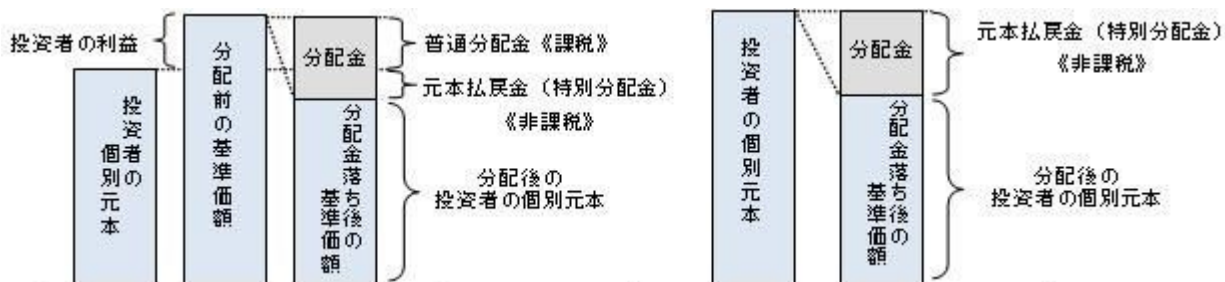 投資者の利益
投資者の
個別元本
分配前の基準価額
分配金
分配金落ち後の
基準価額
普通分配金《課税》
元本払戻金（特別分配金）
《非課税》
分配後の
投資者の個別元本
投資者の個別元本
分配金
分配金落ち後の
基準価額
元本払戻金（特別分配金）
《非課税》
分配後の
投資者の個別元本